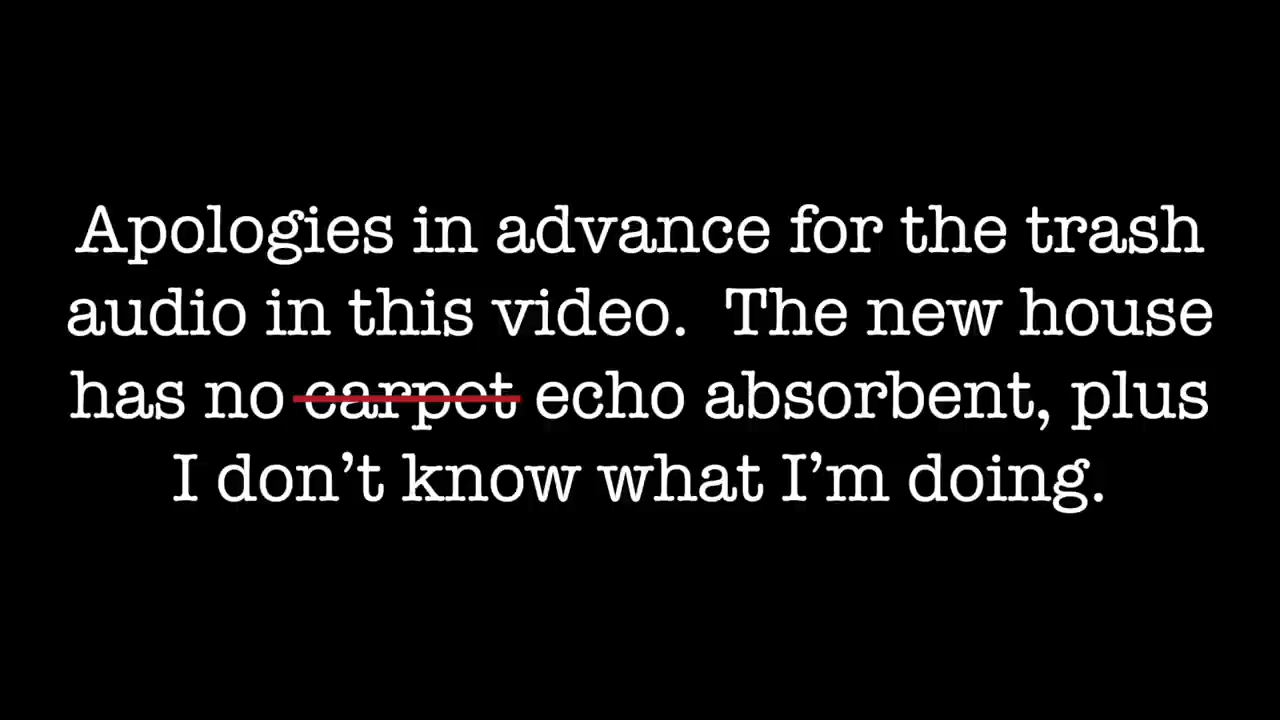 Apologies in advance for the trash
audio in this video.  The new house
has no carpet echo absorbent, plus
I don’t know what I’m doing.